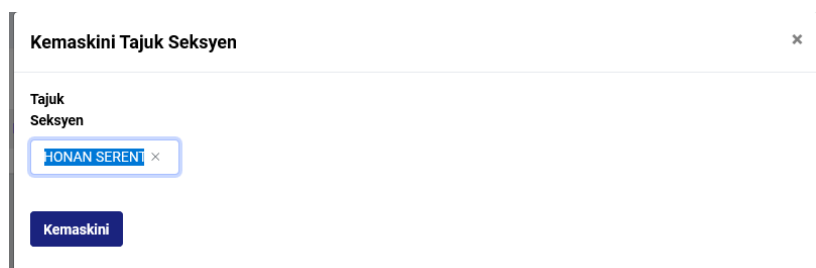 Kemaskini Tajuk Seksyen ×
Tajuk
Seksyen
HONAN SERENT ×
Kemaskini